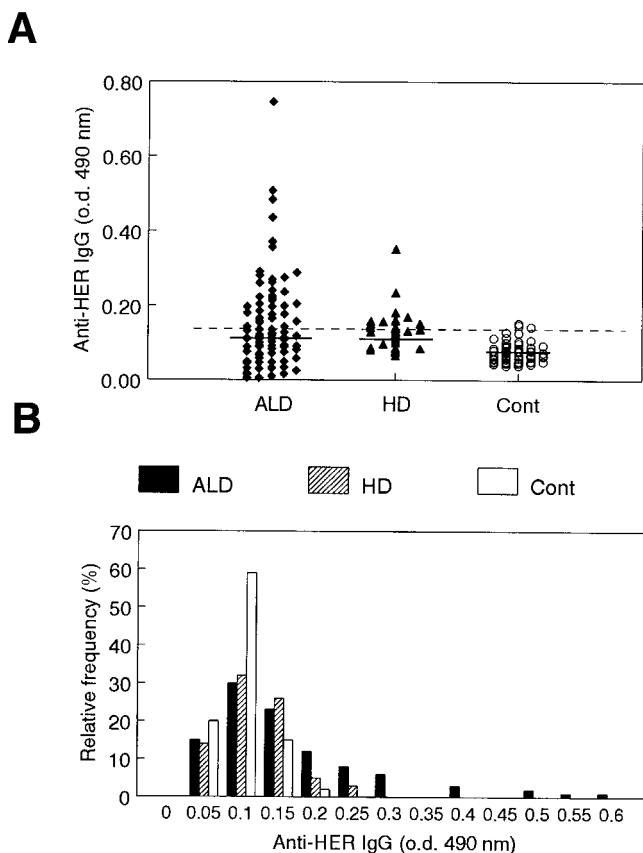 A
Anti-HER IgG (o.d. 490 nm)
0.80
0.60
0.40
0.20
0.00
ALD HD Cont
B
ALD HD Cont
Relative frequency (%)
70
60
50
40
30
20
10
0
0 0.05 0.1 0.15 0.2 0.25 0.3 0.35 0.4 0.45 0.5 0.55 0.6
Anti-HER IgG (o.d. 490 nm)